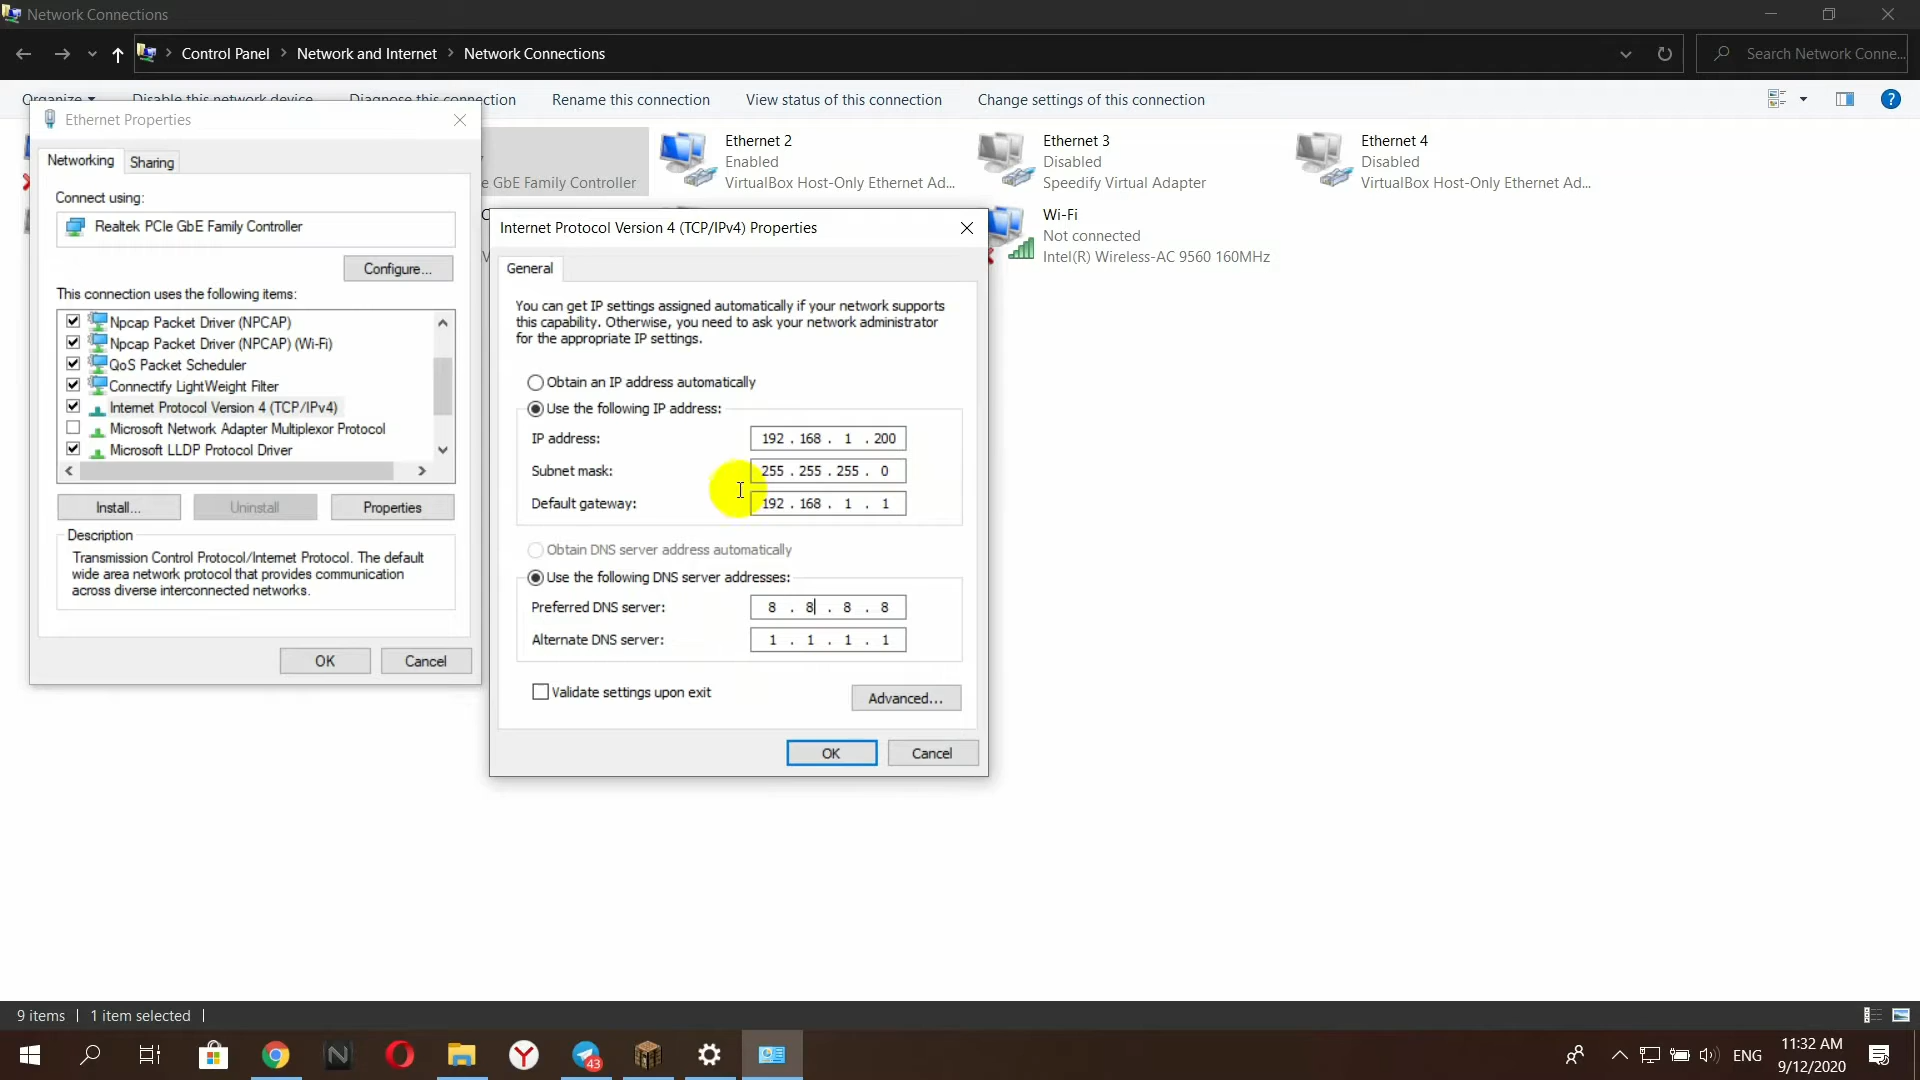 Network Connections
Control Panel > Network and Internet > Network Connections
Search Network Conne...
Organize
Disable this network device
Diagnose this connection
Rename this connection
View status of this connection
Change settings of this connection
Ethernet Properties
Networking
Sharing
Connect using:
Realtek PCIe GbE Family Controller
Configure...
This connection uses the following items:
Npcap Packet Driver (NPCAP)
Npcap Packet Driver (NPCAP) (Wi-Fi)
QoS Packet Scheduler
Connectify LightWeight Filter
Internet Protocol Version 4 (TCP/IPv4)
Microsoft Network Adapter Multiplexor Protocol
Microsoft LLDP Protocol Driver
Install...
Uninstall
Properties
Description
Transmission Control Protocol/Internet Protocol. The default
wide area network protocol that provides communication
across diverse interconnected networks.
OK
Cancel
e GbE Family Controller
Ethernet 2
Enabled
VirtualBox Host-Only Ethernet Ad...
Ethernet 3
Disabled
Speedify Virtual Adapter
Ethernet 4
Disabled
VirtualBox Host-Only Ethernet Ad...
Wi-Fi
Not connected
Intel(R) Wireless-AC 9560 160MHz
Internet Protocol Version 4 (TCP/IPv4) Properties
General
You can get IP settings assigned automatically if your network supports
this capability. Otherwise, you need to ask your network administrator
for the appropriate IP settings.
Obtain an IP address automatically
Use the following IP address:
IP address: 192 . 168 . 1 . 200
Subnet mask: 255 . 255 . 255 . 0
Default gateway: 192 . 168 . 1 . 1
Obtain DNS server address automatically
Use the following DNS server addresses:
Preferred DNS server: 8 . 8 . 8 . 8
Alternate DNS server: 1 . 1 . 1 . 1
Validate settings upon exit
Advanced...
OK
Cancel
9 items
1 item selected
43
ENG
11:32 AM
9/12/2020